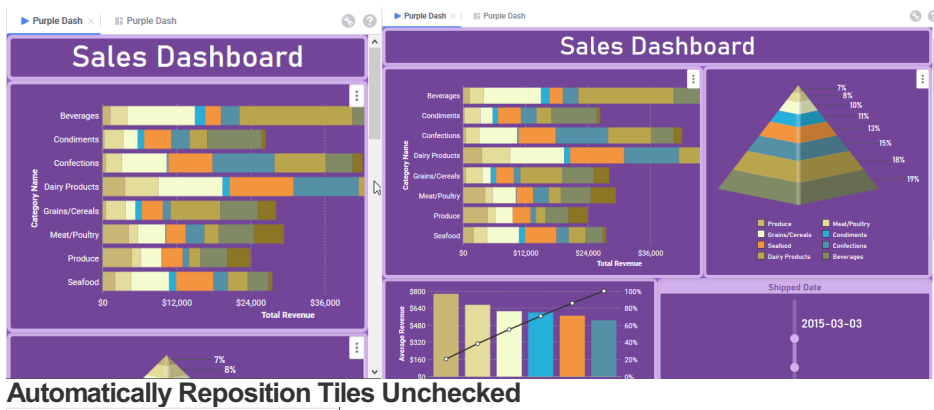 Purple Dash
Purple Dash
Sales Dashboard
Beverages
Condiments
Confections
Dairy Products
Grains/Cereals
Meat/Poultry
Produce
Seafood
Category Name
$0
$12,000
$24,000
$36,000
Total Revenue
7%
8%
Purple Dash
Purple Dash
Sales Dashboard
Beverages
Condiments
Confections
Dairy Products
Grains/Cereals
Meat/Poultry
Produce
Seafood
Category Name
$0
$12,000
$24,000
$36,000
Total Revenue
7%
8%
10%
11%
13%
15%
18%
19%
Produce
Meat/Poultry
Grains/Cereals
Condiments
Seafood
Confections
Dairy Products
Beverages
$800
$640
$480
$320
$160
$0
Average Revenue
100%
80%
60%
40%
20%
0%
Shipped Date
2015-03-03
Automatically Reposition Tiles Unchecked